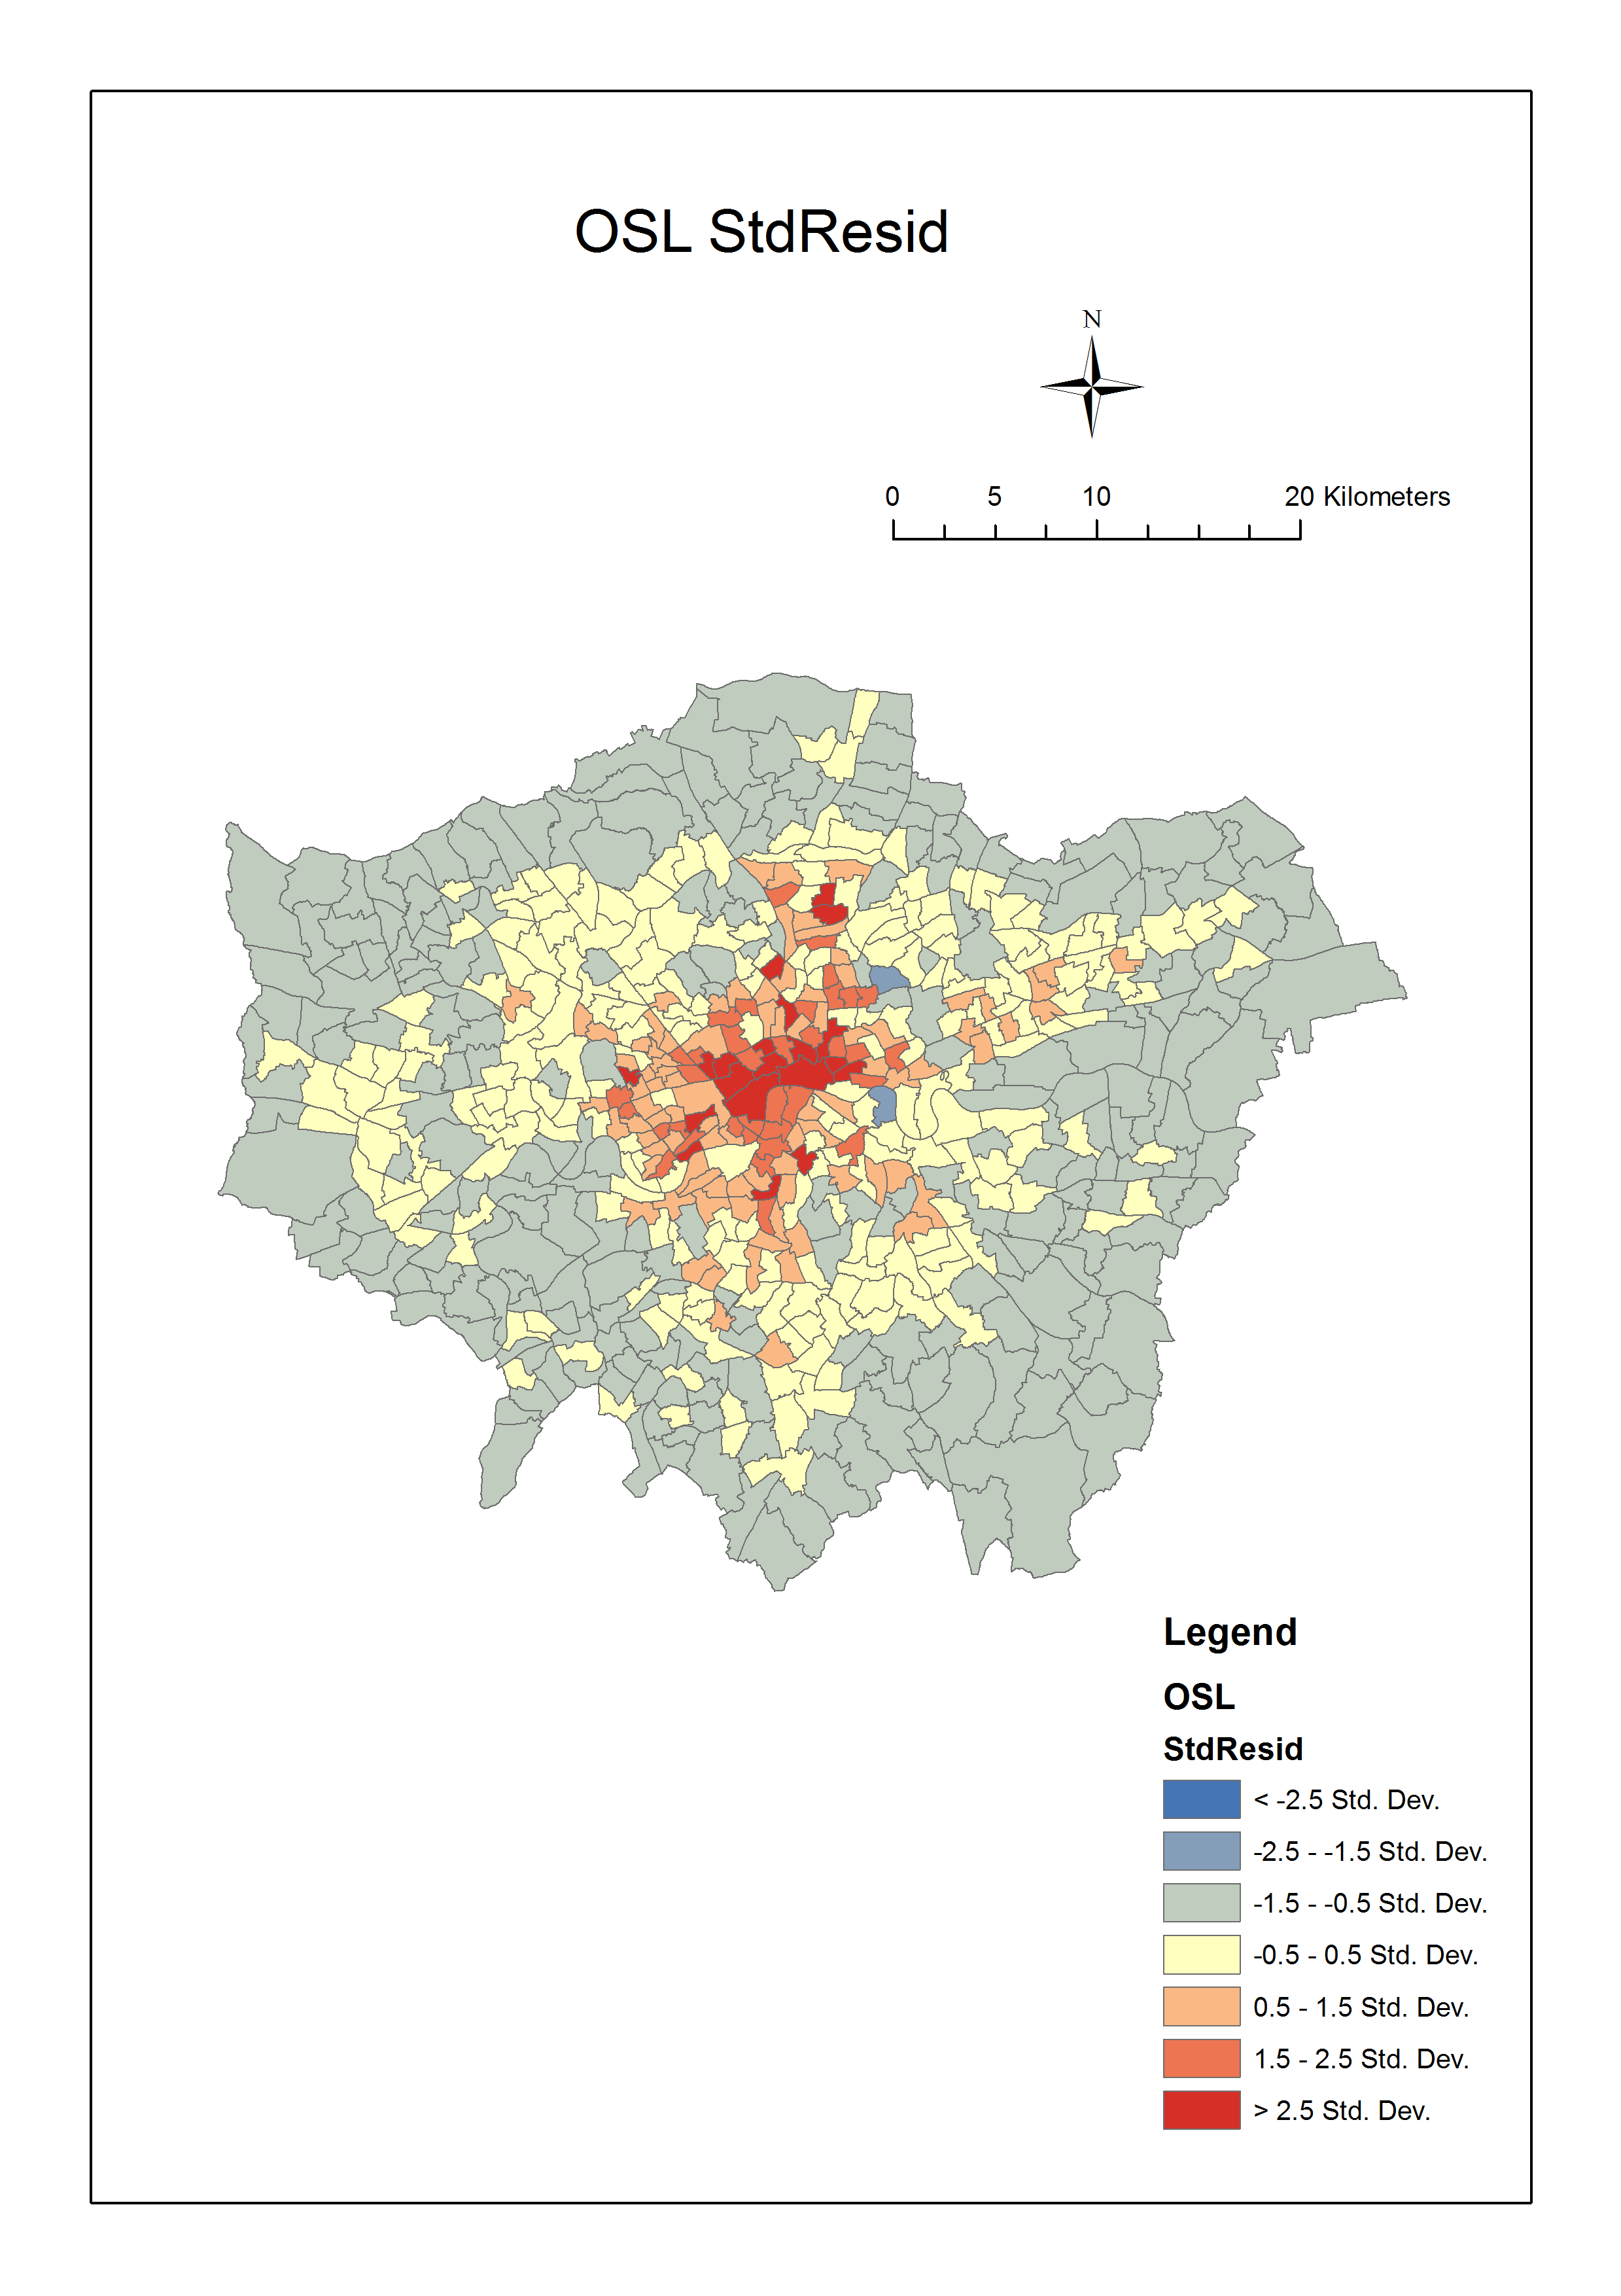 OSL StdResid
N
0 5 10 20 Kilometers
Legend
OSL
StdResid
< -2.5 Std. Dev.
-2.5 - -1.5 Std. Dev.
-1.5 - -0.5 Std. Dev.
-0.5 - 0.5 Std. Dev.
0.5 - 1.5 Std. Dev.
1.5 - 2.5 Std. Dev.
> 2.5 Std. Dev.